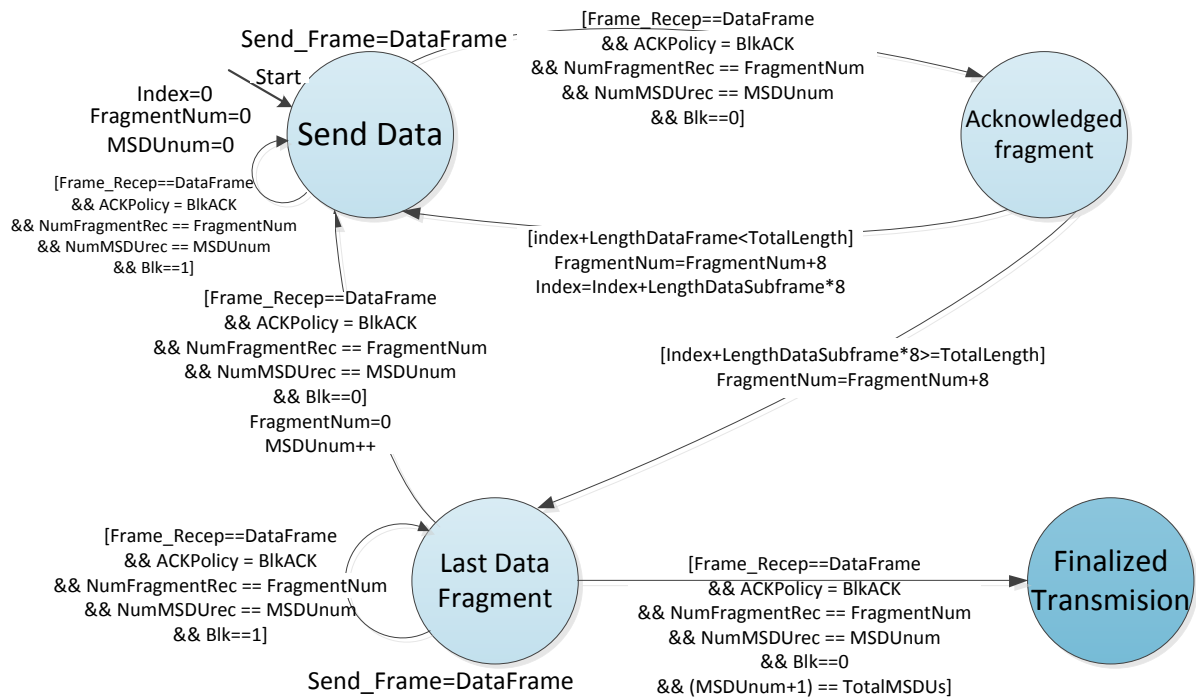 [Frame_Recep==DataFrame
&& ACKPolicy = BlkACK
&& NumFragmentRec == FragmentNum
&& NumMSDUrec == MSDUnum
&& Blk==0]
Send_Frame=DataFrame
Start
Index=0
FragmentNum=0
MSDUnum=0
Send Data
Acknowledged
fragment
[Frame_Recep==DataFrame
&& ACKPolicy = BlkACK
&& NumFragmentRec == FragmentNum
&& NumMSDUrec == MSDUnum
&& Blk==1]
[index+LengthDataFrame<TotalLength]
FragmentNum=FragmentNum+8
Index=Index+LengthDataSubframe*8
[Frame_Recep==DataFrame
&& ACKPolicy = BlkACK
&& NumFragmentRec == FragmentNum
&& NumMSDUrec == MSDUnum
&& Blk==0]
FragmentNum=0
MSDUnum++
[Index+LengthDataSubframe*8>=TotalLength]
FragmentNum=FragmentNum+8
[Frame_Recep==DataFrame
&& ACKPolicy = BlkACK
&& NumFragmentRec == FragmentNum
&& NumMSDUrec == MSDUnum
&& Blk==1]
Last Data
Fragment
[Frame_Recep==DataFrame
&& ACKPolicy = BlkACK
&& NumFragmentRec == FragmentNum
&& NumMSDUrec == MSDUnum
&& Blk==0
&& (MSDUnum+1) == TotalMSDUs]
Finalized
Transmision
Send_Frame=DataFrame